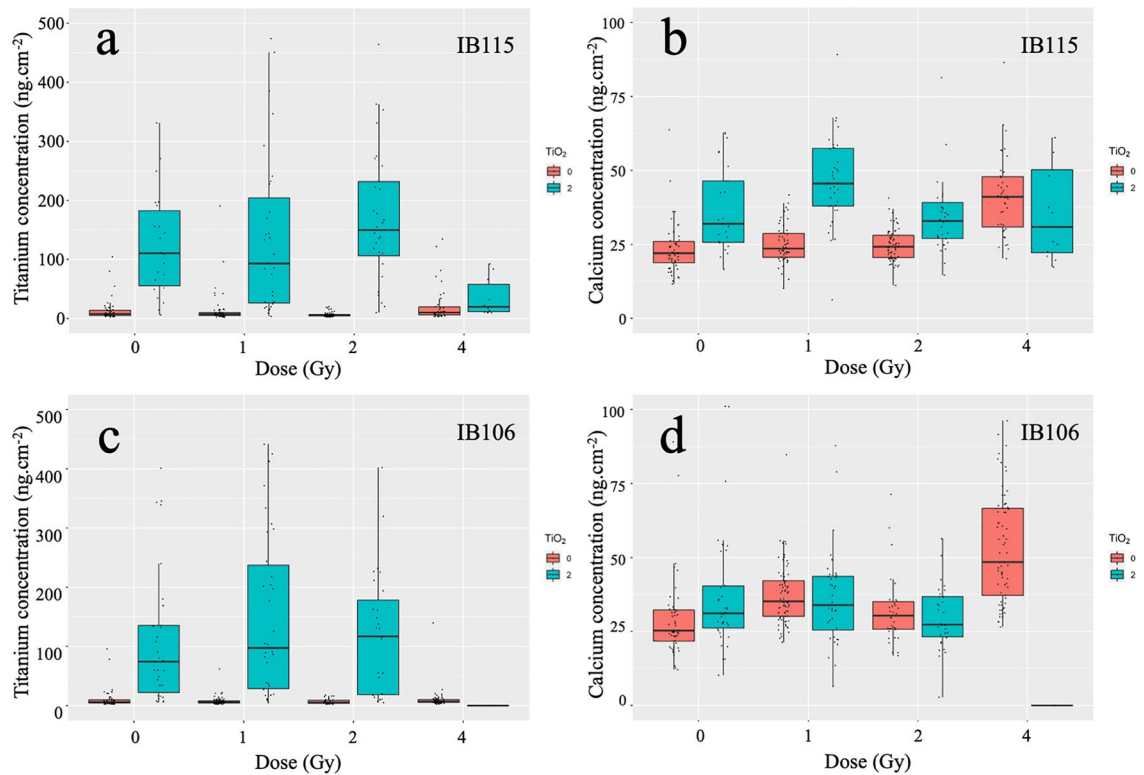 a
IB115
Titanium concentration (ng.cm⁻²)
500
400
300
200
100
0
0
1
2
4
Dose (Gy)
TiO₂
0
2
b
IB115
Calcium concentration (ng.cm⁻²)
100
75
50
25
0
0
1
2
4
Dose (Gy)
TiO₂
0
2
c
IB106
Titanium concentration (ng.cm⁻²)
500
400
300
200
100
0
0
1
2
4
Dose (Gy)
TiO₂
0
2
d
IB106
Calcium concentration (ng.cm⁻²)
100
75
50
25
0
0
1
2
4
Dose (Gy)
TiO₂
0
2